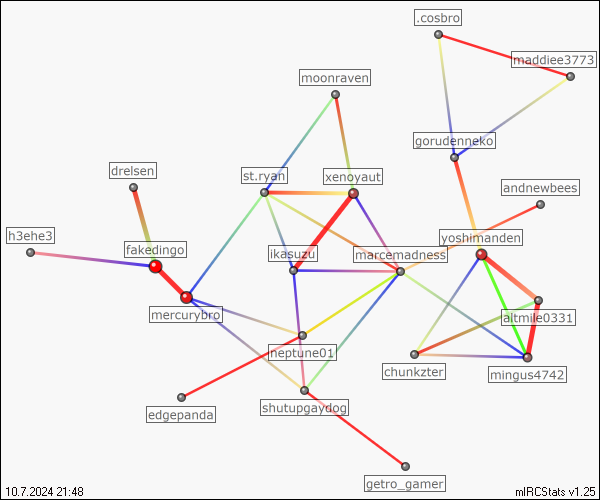 .cosbro
maddiee3773
moonraven
gorudenneko
drelsen
st.ryan
xenoyaut
andnewbees
h3ehe3
fakedingo
ikasuzu
marcemadness
yoshimanden
mercurybro
aitmile0331
neptune01
chunkzter
mingus4742
edgepanda
shutupgaydog
getro_gamer
10.7.2024 21:48
mIRCStats v1.25